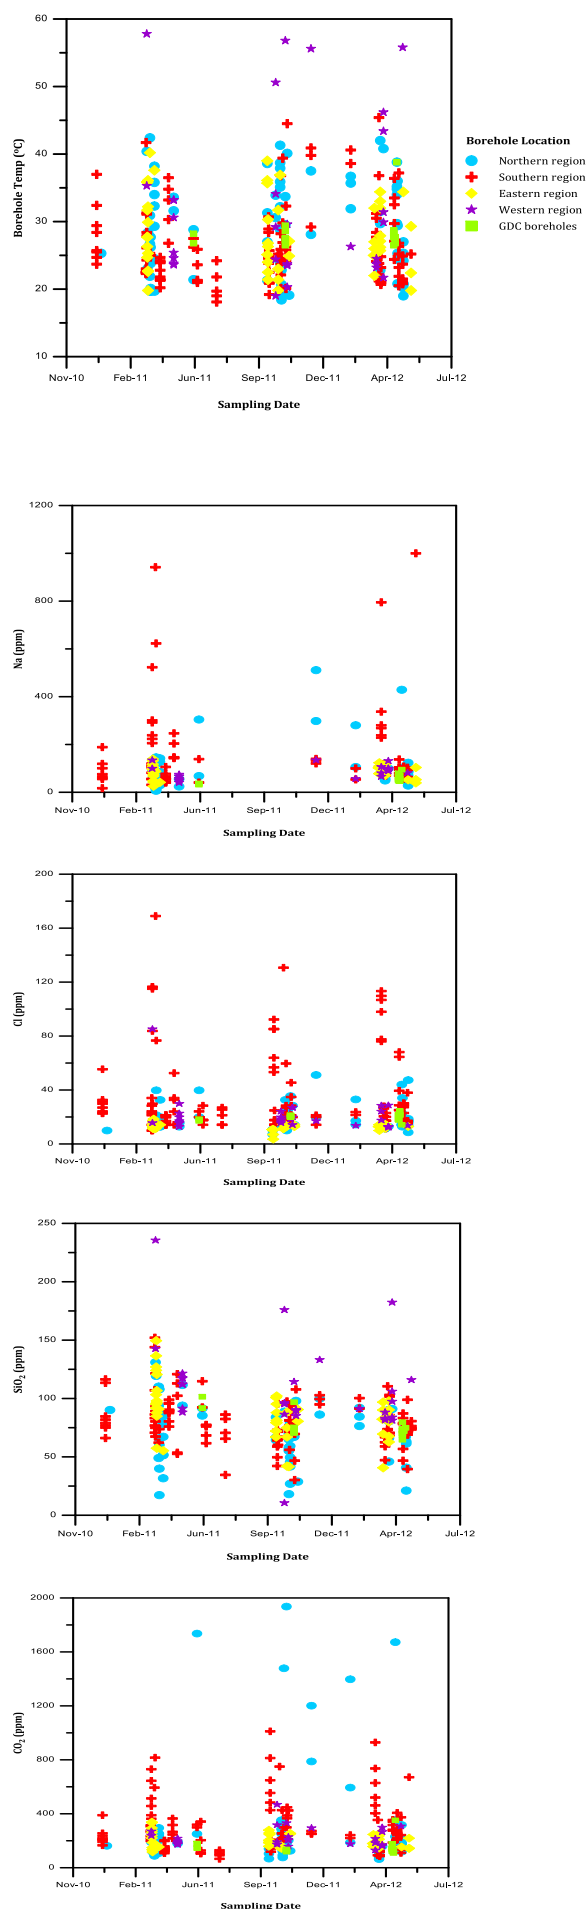 60
50
40
30
20
10
Borehole Temp (ºC)
Nov-10 Feb-11 Jun-11 Sep-11 Dec-11 Apr-12 Jul-12
Sampling Date
Borehole Location
Northern region
Southern region
Eastern region
Western region
GDC boreholes
1200
800
400
0
Na (ppm)
Nov-10 Feb-11 Jun-11 Sep-11 Dec-11 Apr-12 Jul-12
Sampling Date
200
160
120
80
40
0
Cl (ppm)
Nov-10 Feb-11 Jun-11 Sep-11 Dec-11 Apr-12 Jul-12
Sampling Date
250
200
150
100
50
0
SiO₂ (ppm)
Nov-10 Feb-11 Jun-11 Sep-11 Dec-11 Apr-12 Jul-12
Sampling Date
2000
1600
1200
800
400
0
CO₂ (ppm)
Nov-10 Feb-11 Jun-11 Sep-11 Dec-11 Apr-12 Jul-12
Sampling Date